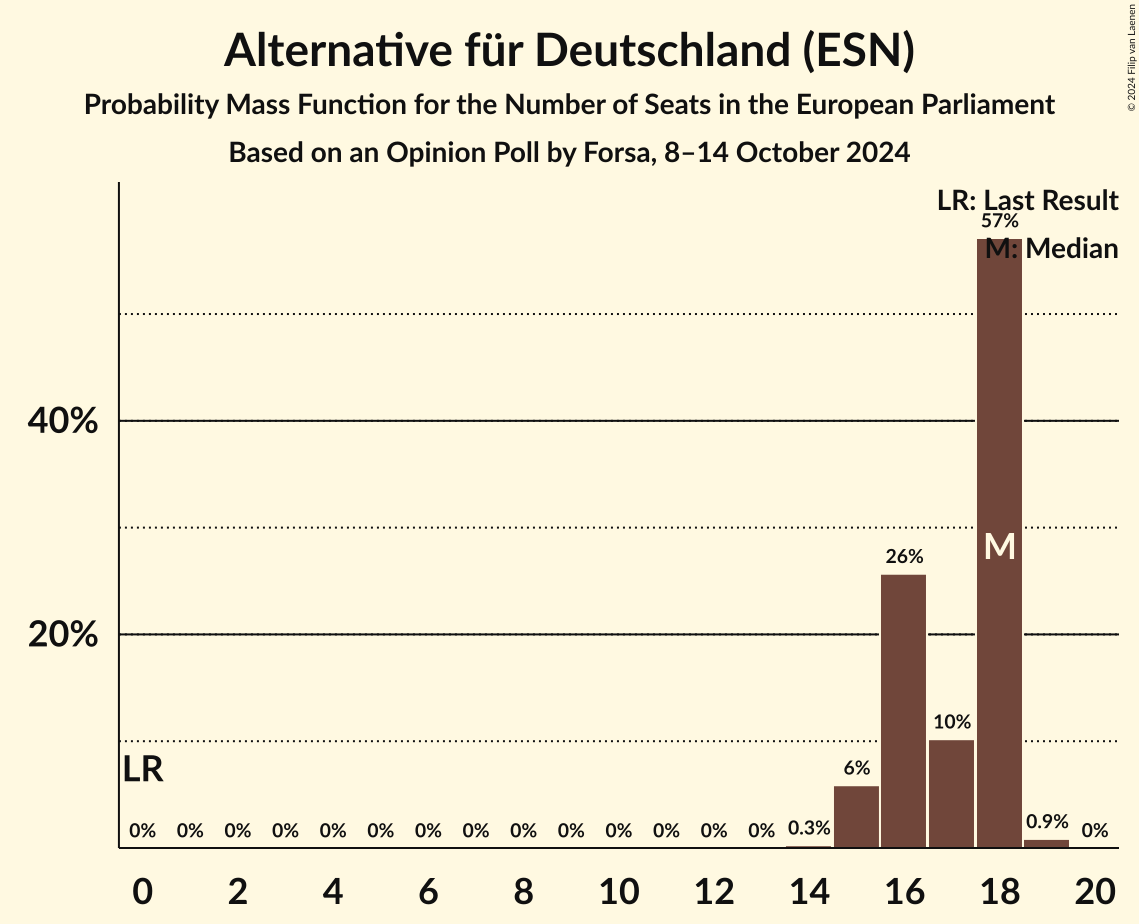 Alternative für Deutschland (ESN)
Probability Mass Function for the Number of Seats in the European Parliament
Based on an Opinion Poll by Forsa, 8–14 October 2024
© 2024 Filip van Laenen
LR: Last Result
57%
M: Median
40%
M
26%
20%
10%
LR
6%
0% 0% 0% 0% 0% 0% 0% 0% 0% 0% 0% 0% 0% 0% 0.3% 0.9% 0%
0 2 4 6 8 10 12 14 16 18 20